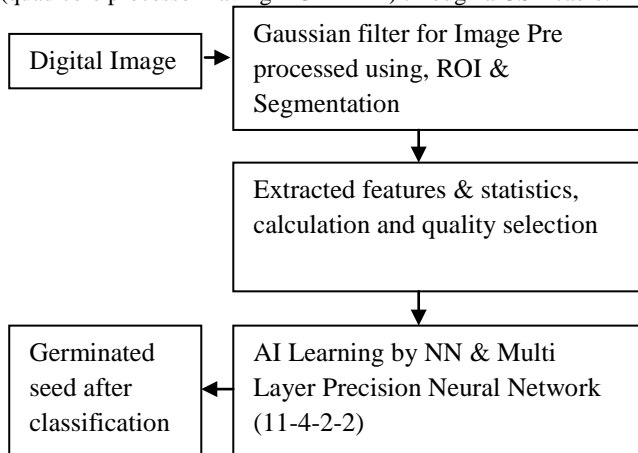 Digital Image
Gaussian filter for Image Pre
processed using, ROI &
Segmentation
Extracted features & statistics,
calculation and quality selection
AI Learning by NN & Multi
Layer Precision Neural Network
(11-4-2-2)
Germinated
seed after
classification